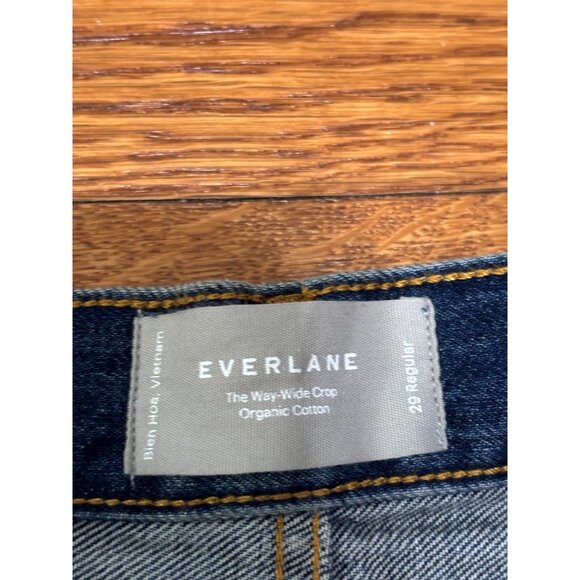 EVERLANE
The Way-Wide Crop
Organic Cotton
Bien Hoa, Vietnam
29 Regular